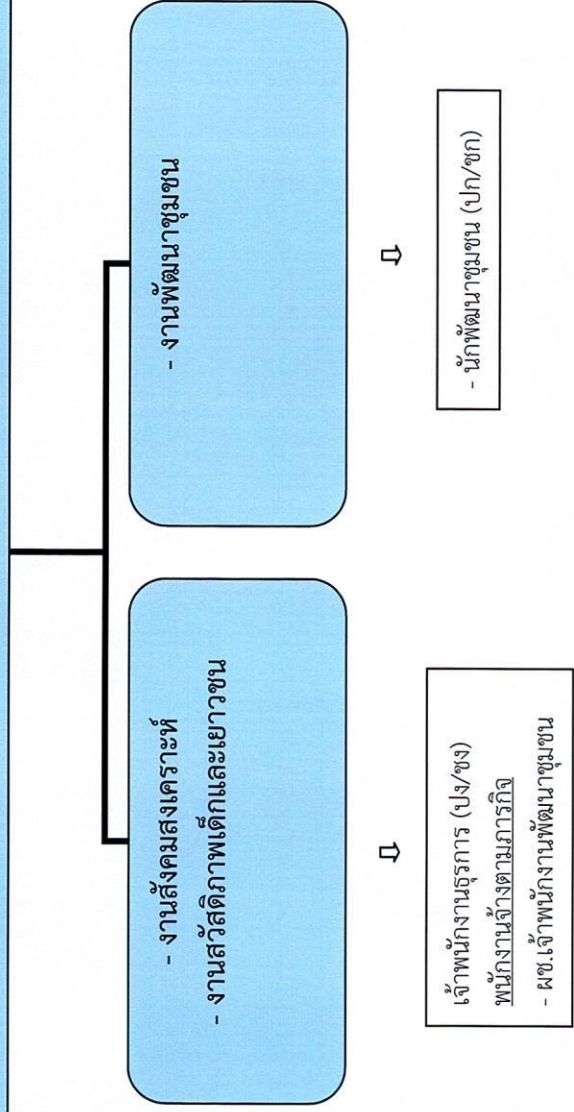 - งานสังคมสงเคราะห์
- งานสวัสดิภาพเด็กและเยาวชน
- งานพัฒนาชุมชน
เจ้าพนักงานธุรการ (ปง/ชง)
พนักงานจ้างตามภารกิจ
- ผช.เจ้าพนักงานพัฒนาชุมชน
- นักพัฒนาชุมชน (ปก/ชก)